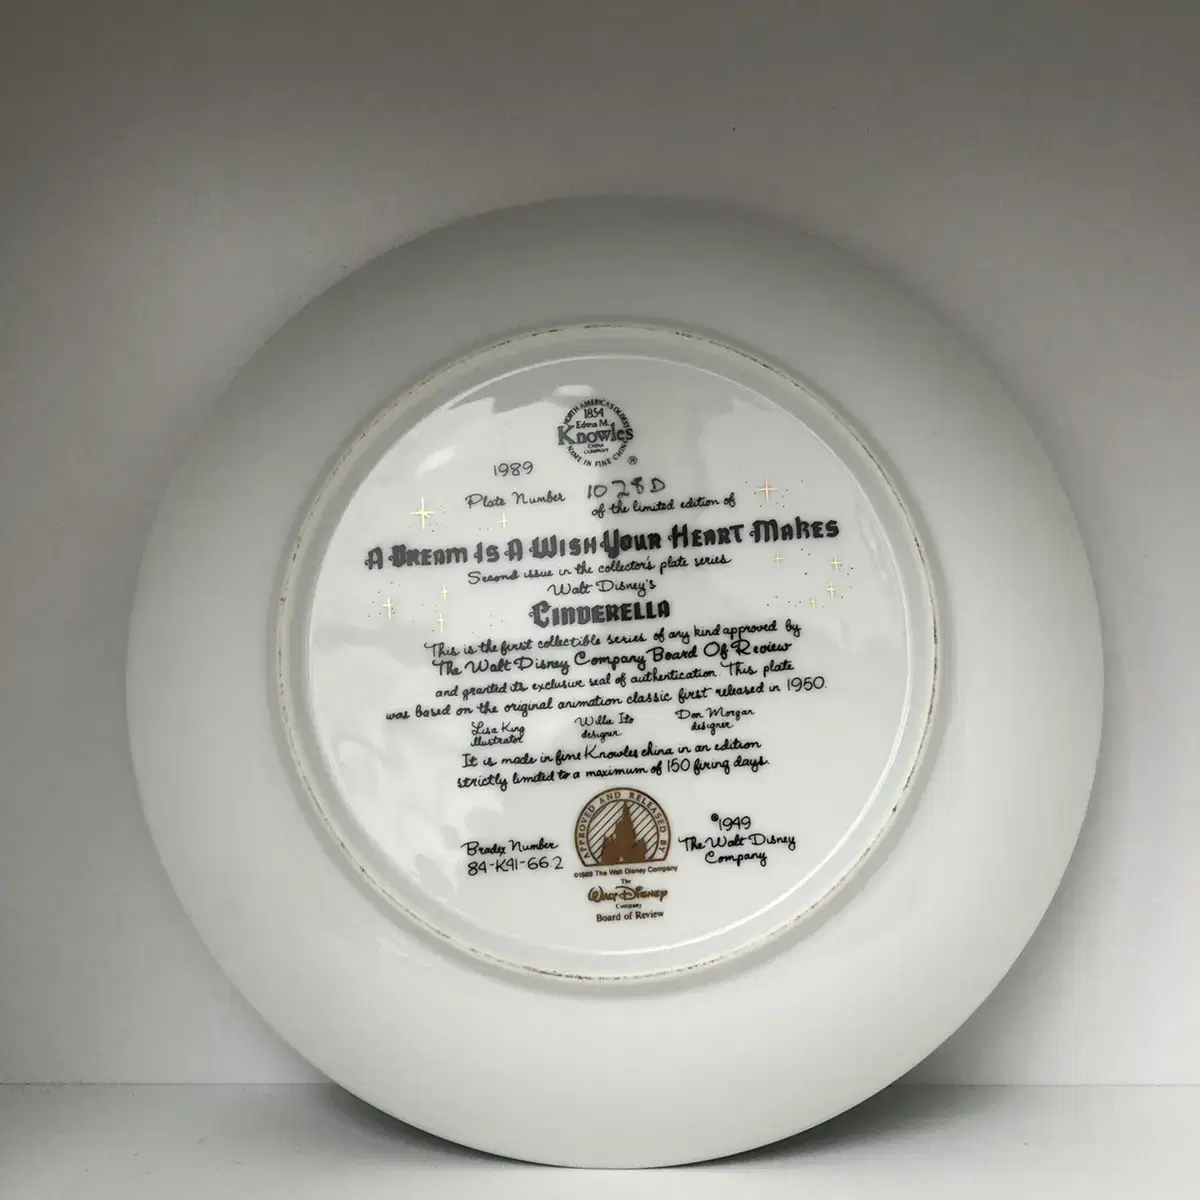 NORTH AMERICA'S OLDEST
1854
Edna M.
Knowles
CHINA
COMPANY
NAME IN FINE CHINA
®
1989
Plate Number 1028D
of the limited edition of
A DREAM IS A WISH YOUR HEART MAKES
Second issue in the collector's plate series
Walt Disney's
CINDERELLA
This is the first collectible series of any kind approved by
The Walt Disney Company Board Of Review
and granted its exclusive seal of authentication. This plate
was based on the original animation classic first released in 1950.
Lisa King
illustrator
Willie Ito
designer
Don Morgan
designer
It is made in fine Knowles china in an edition
strictly limited to a maximum of 150 firing days.
Bradex Number
84-K41-66.2
APPROVED AND RELEASED BY
©1989 The Walt Disney Company
The
Walt Disney
Company
Board of Review
©1949
The Walt Disney
Company